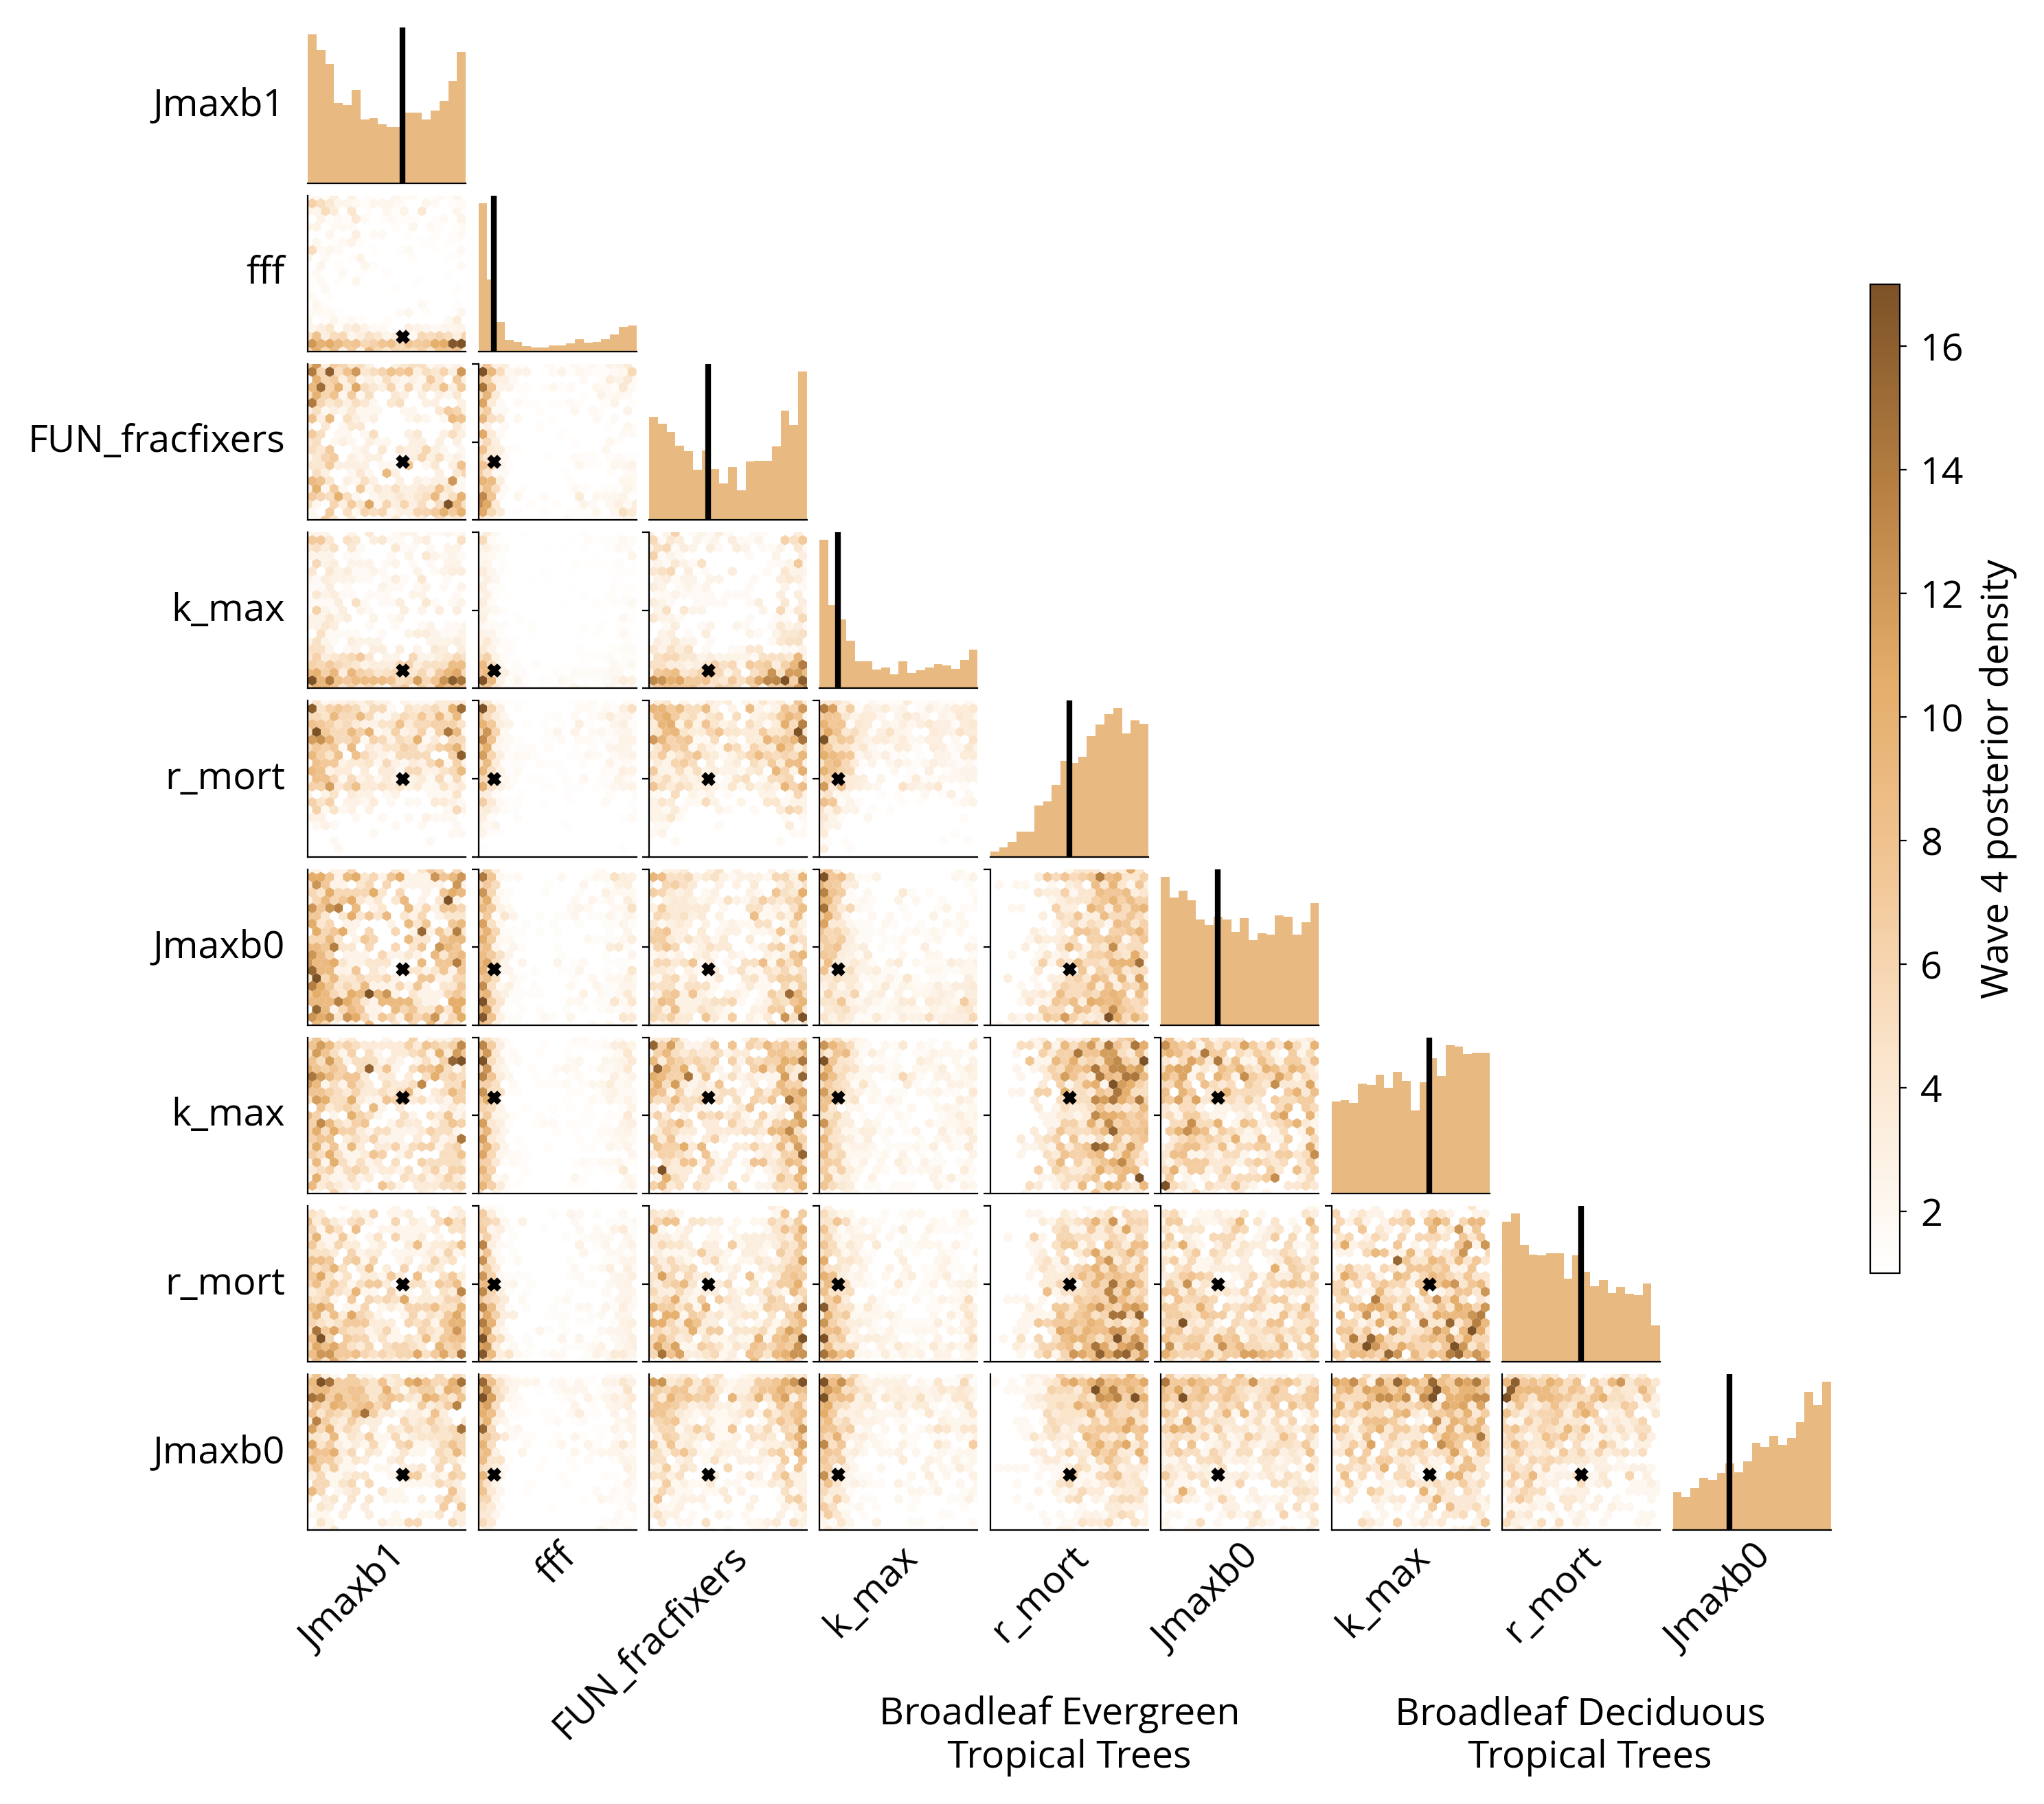 Jmaxb1
fff
FUN_fracfixers
k_max
r_mort
Jmaxb0
k_max
r_mort
Jmaxb0
Jmaxb1
fff
FUN_fracfixers
k_max
r_mort
Jmaxb0
k_max
r_mort
Jmaxb0
Broadleaf Evergreen
Tropical Trees
Broadleaf Deciduous
Tropical Trees
16
14
12
10
8
6
4
2
Wave 4 posterior density